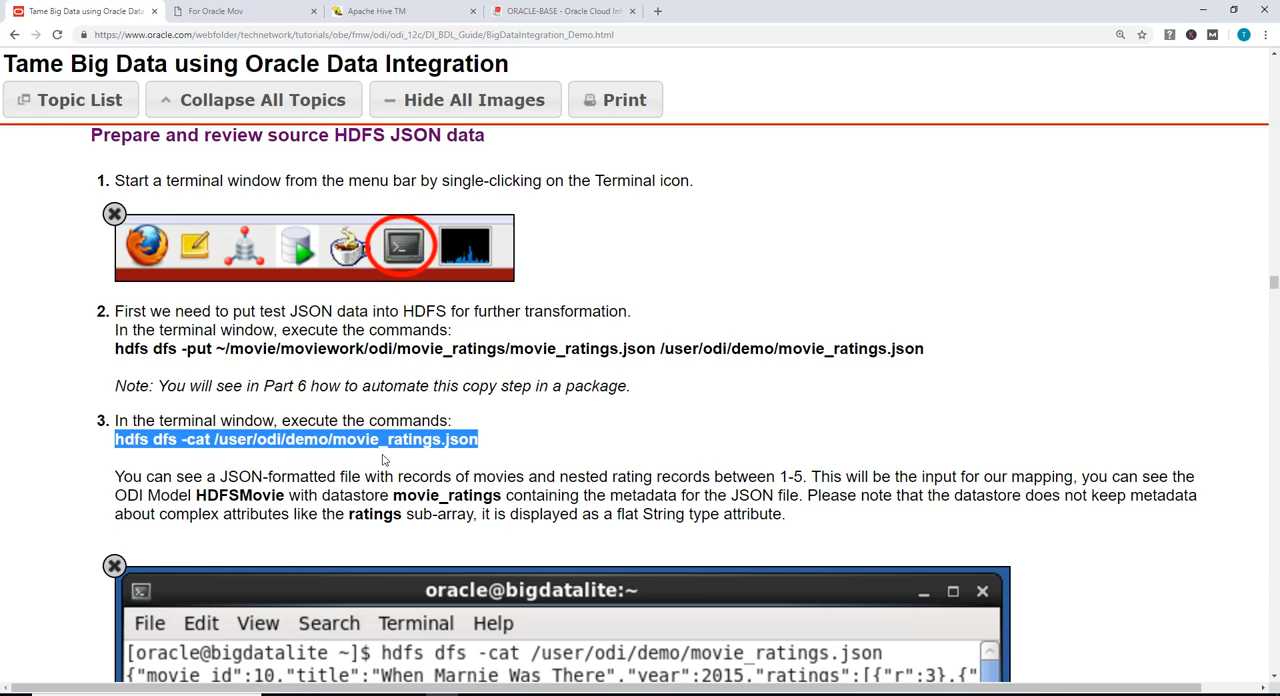 Tame Big Data using Oracle Data
For Oracle Mov
Apache Hive TM
ORACLE-BASE - Oracle Cloud Inf
https://www.oracle.com/webfolder/technetwork/tutorials/obe/fmw/odi/odi_12c/DI_BDL_Guide/BigDataIntegration_Demo.html
Tame Big Data using Oracle Data Integration
Topic List
Collapse All Topics
Hide All Images
Print
Prepare and review source HDFS JSON data
1. Start a terminal window from the menu bar by single-clicking on the Terminal icon.
2. First we need to put test JSON data into HDFS for further transformation.
In the terminal window, execute the commands:
hdfs dfs -put ~/movie/moviework/odi/movie_ratings/movie_ratings.json /user/odi/demo/movie_ratings.json
Note: You will see in Part 6 how to automate this copy step in a package.
3. In the terminal window, execute the commands:
hdfs dfs -cat /user/odi/demo/movie_ratings.json
You can see a JSON-formatted file with records of movies and nested rating records between 1-5. This will be the input for our mapping, you can see the
ODI Model HDFSMovie with datastore movie_ratings containing the metadata for the JSON file. Please note that the datastore does not keep metadata
about complex attributes like the ratings sub-array, it is displayed as a flat String type attribute.
oracle@bigdatalite:~
File Edit View Search Terminal Help
[oracle@bigdatalite ~]$ hdfs dfs -cat /user/odi/demo/movie_ratings.json
{"movie_id":10,"title":"When Marnie Was There","year":2015,"ratings":[{"r":3},{"